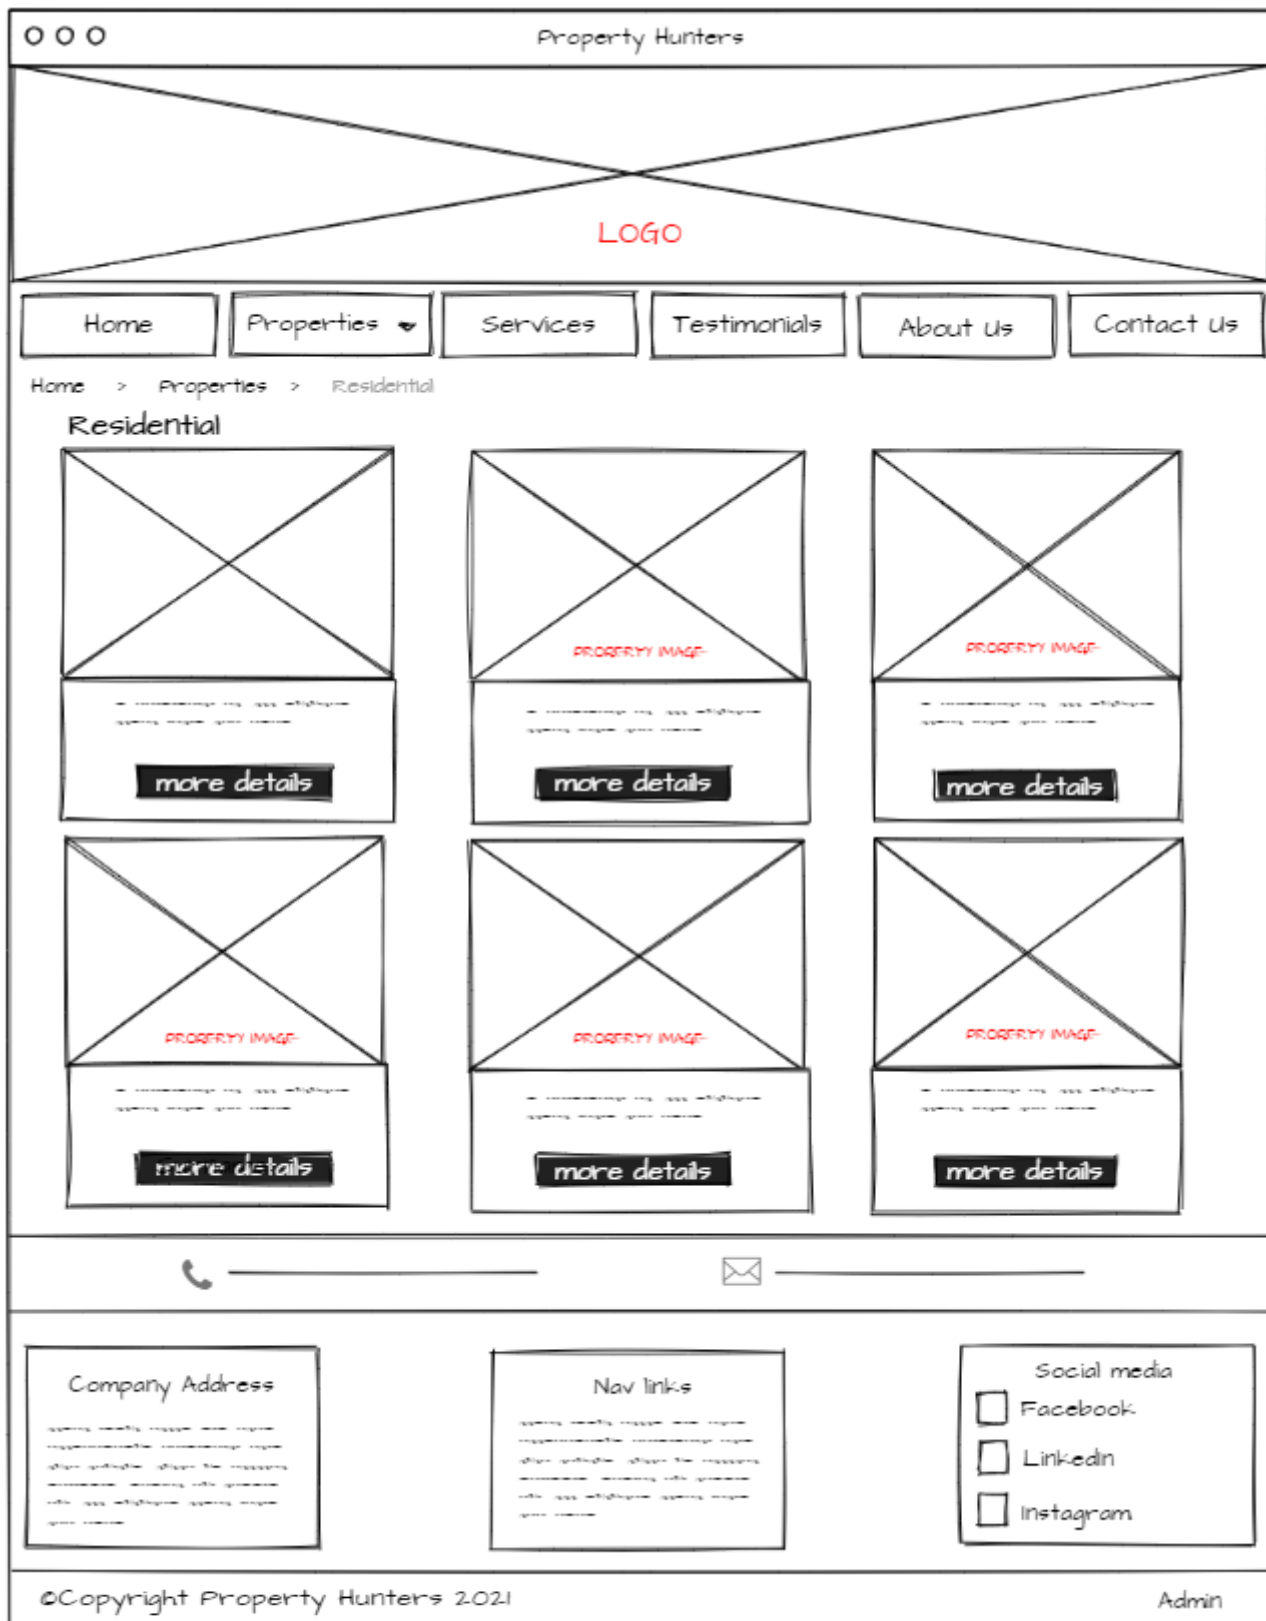 Property Hunters
LOGO
Home Properties Services Testimonials About Us Contact Us
Home > Properties > Residential
Residential
PROPERTY IMAGE PROPERTY IMAGE
more details more details more details
PROPERTY IMAGE PROPERTY IMAGE PROPERTY IMAGE
more details more details more details
Company Address
Nav links
Social media
Facebook
LinkedIn
Instagram
©Copyright Property Hunters 2021 Admin